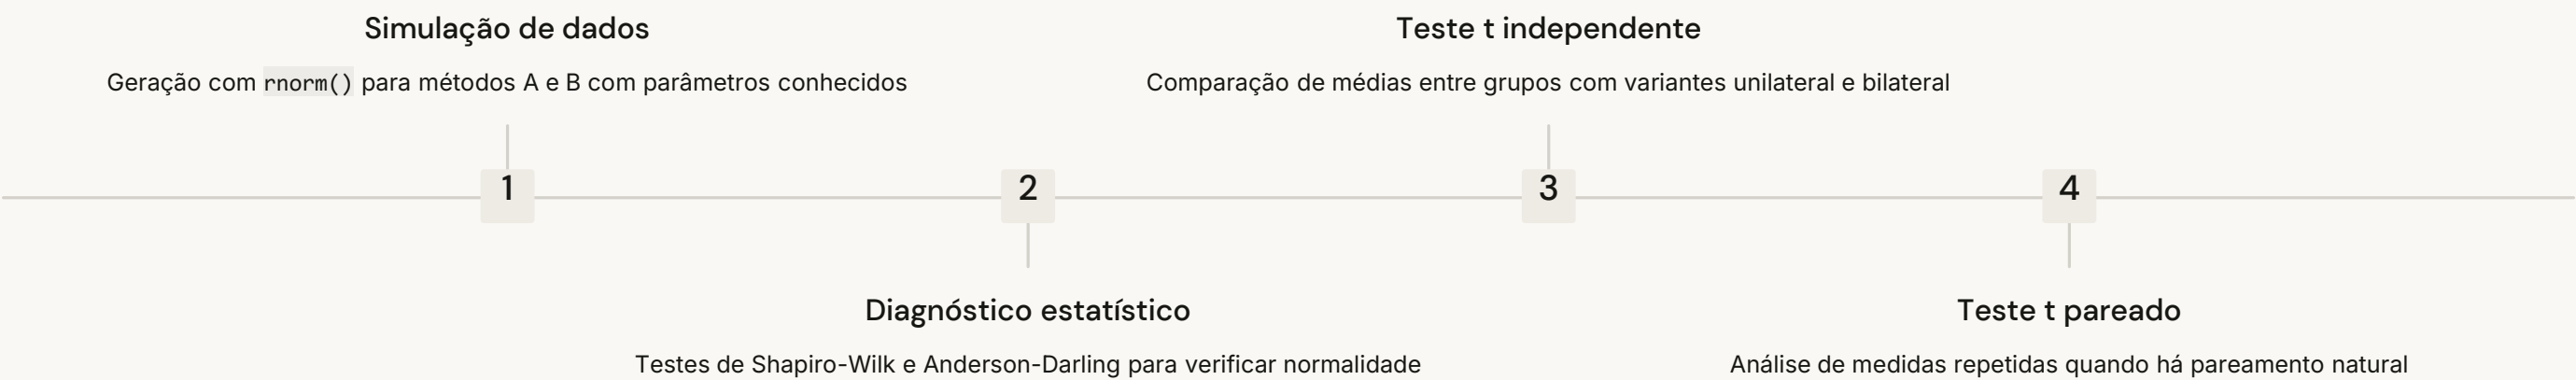 Simulação de dados
Geração com rnorm() para métodos A e B com parâmetros conhecidos
Teste t independente
Comparação de médias entre grupos com variantes unilateral e bilateral
1
2
3
4
Diagnóstico estatístico
Testes de Shapiro-Wilk e Anderson-Darling para verificar normalidade
Teste t pareado
Análise de medidas repetidas quando há pareamento natural